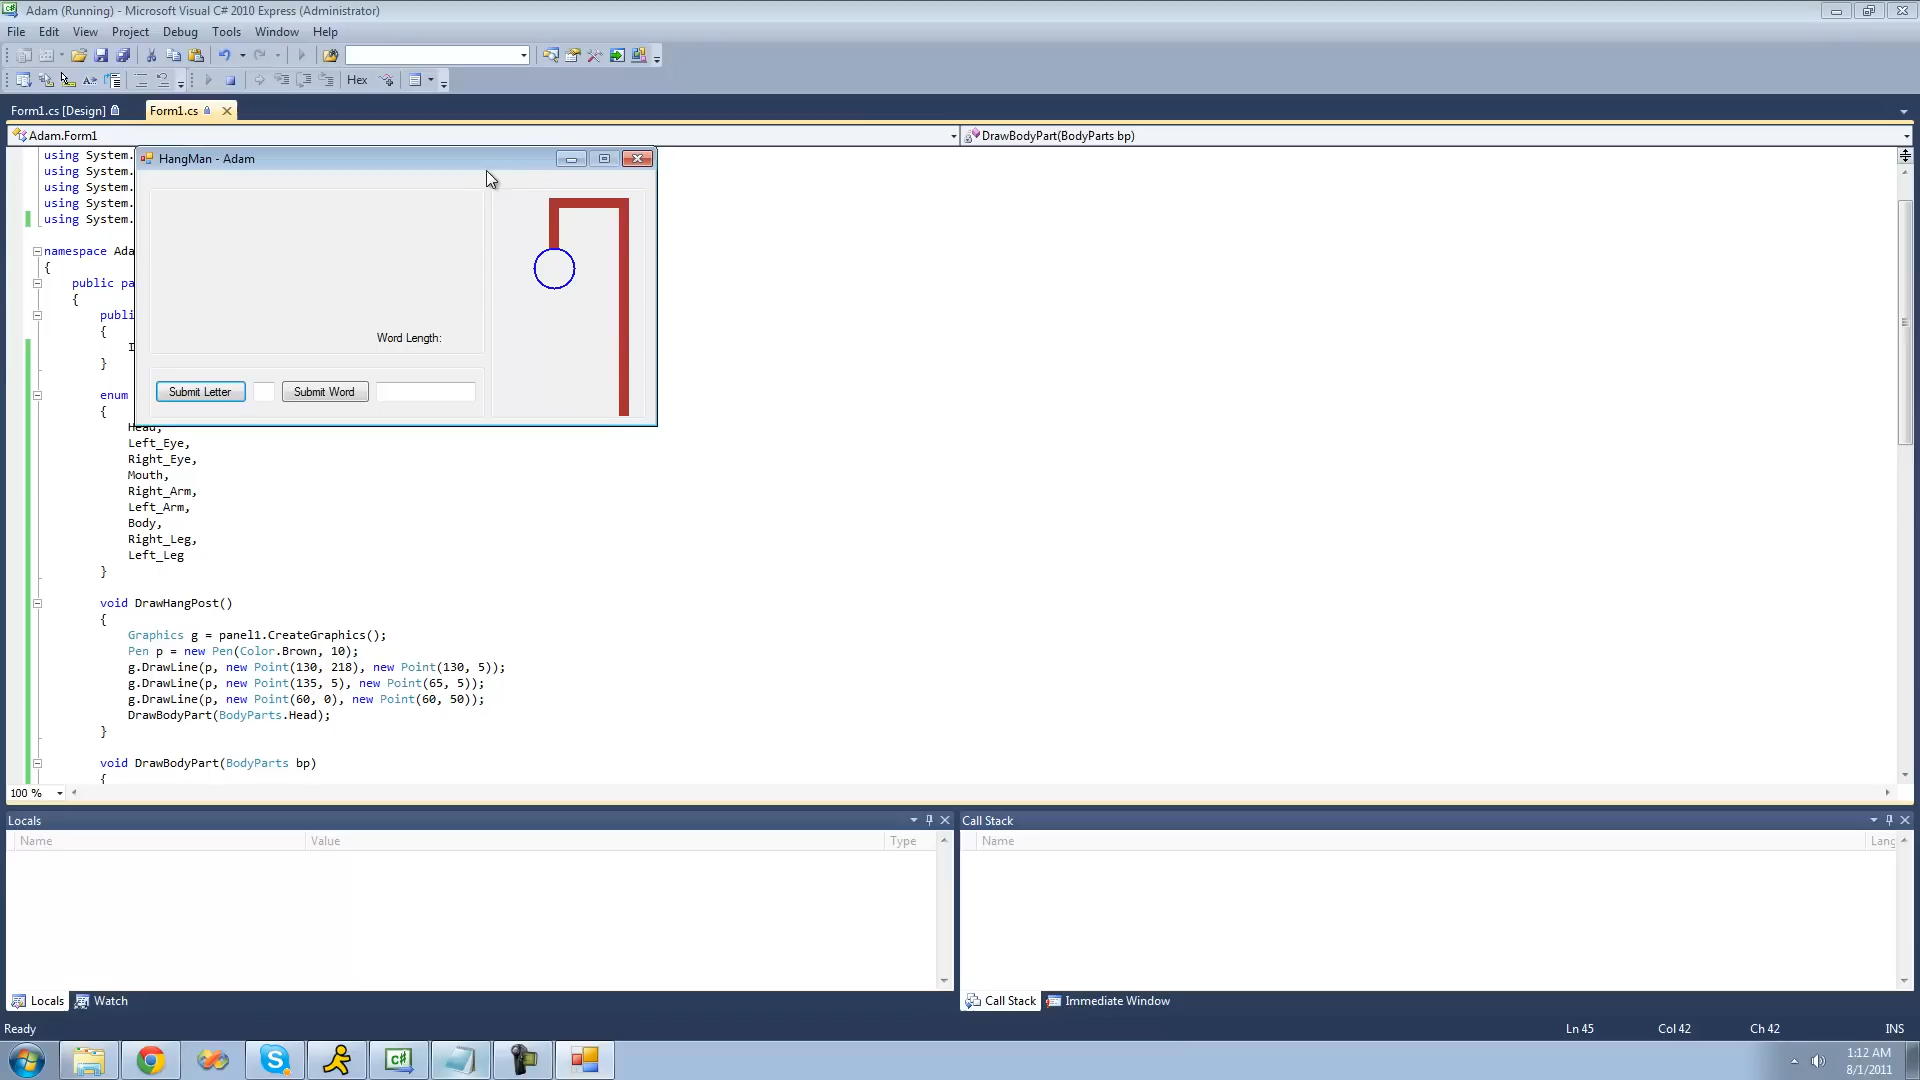 Adam (Running) - Microsoft Visual C# 2010 Express (Administrator)
File Edit View Project Debug Tools Window Help
Hex
Form1.cs [Design] Form1.cs
Adam.Form1 DrawBodyPart(BodyParts bp)
using System.
using System.
using System.
using System.
using System.
HangMan - Adam
Word Length:
Submit Letter Submit Word
namespace Ada
{
public pa
{
publi
{
I
}
enum
{
Head,
Left_Eye,
Right_Eye,
Mouth,
Right_Arm,
Left_Arm,
Body,
Right_Leg,
Left_Leg
}
void DrawHangPost()
{
Graphics g = panel1.CreateGraphics();
Pen p = new Pen(Color.Brown, 10);
g.DrawLine(p, new Point(130, 218), new Point(130, 5));
g.DrawLine(p, new Point(135, 5), new Point(65, 5));
g.DrawLine(p, new Point(60, 0), new Point(60, 50));
DrawBodyPart(BodyParts.Head);
}
void DrawBodyPart(BodyParts bp)
{
100 %
Locals Call Stack
Name Value Type Name Lang
Locals Watch Call Stack Immediate Window
Ready Ln 45 Col 42 Ch 42 INS
1:12 AM
8/1/2011